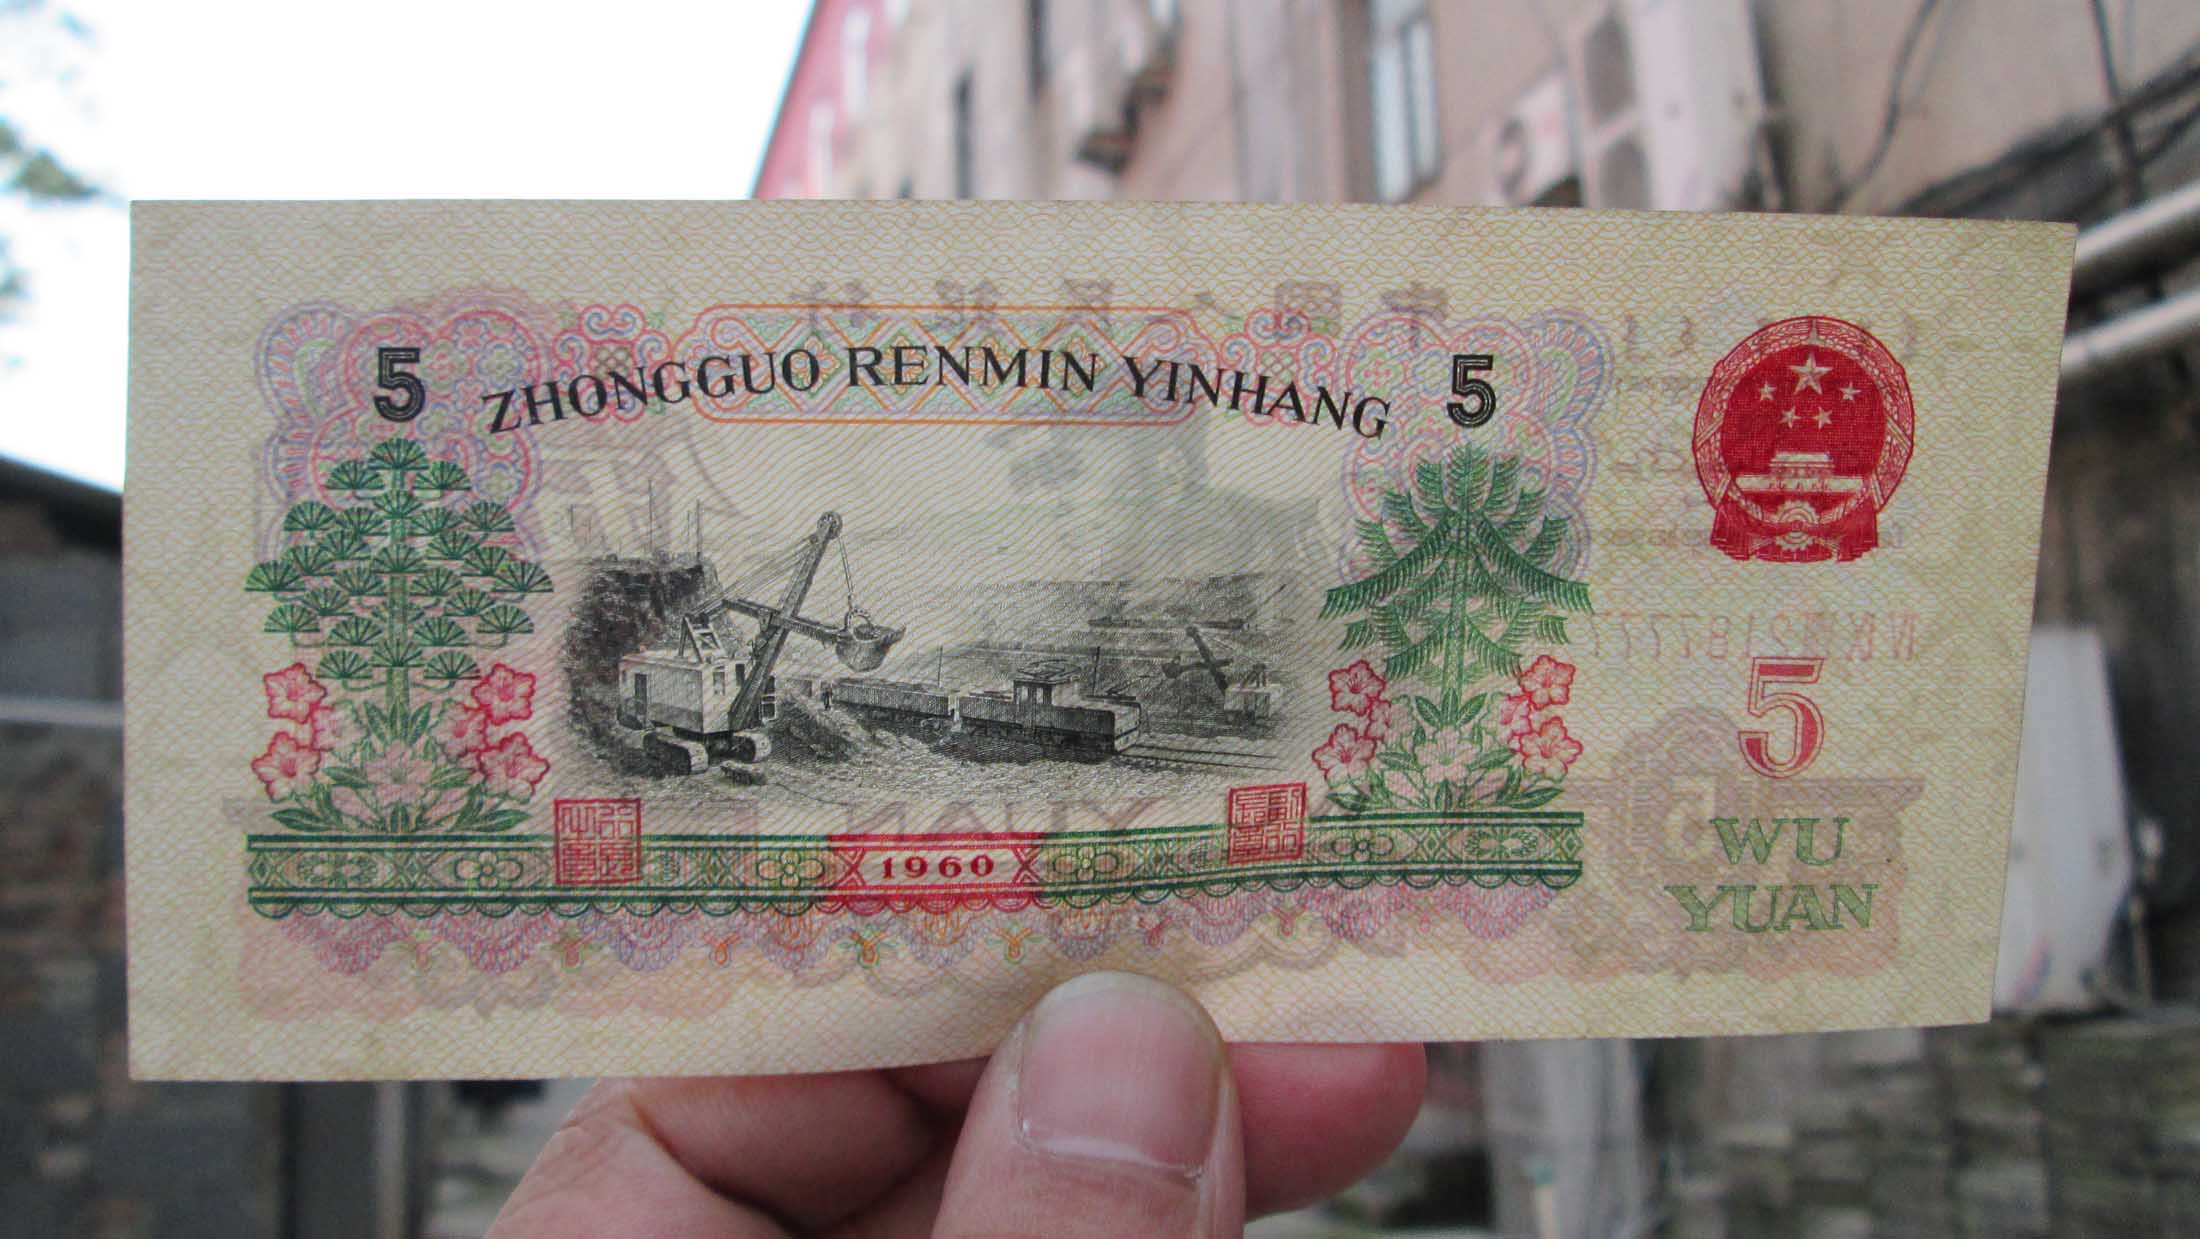 5 ZHONGGUO RENMIN YINHANG 5
5
1960
WU
YUAN